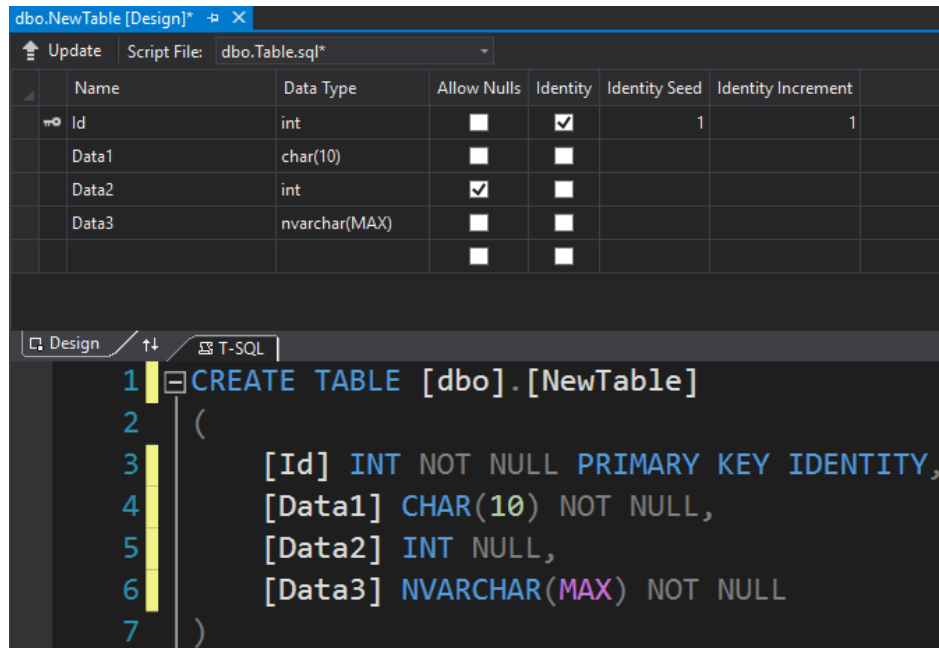 dbo.NewTable [Design]*
Update Script File: dbo.Table.sql*
Name Data Type Allow Nulls Identity Identity Seed Identity Increment
Id int 1 1
Data1 char(10)
Data2 int
Data3 nvarchar(MAX)
Design T-SQL
1 CREATE TABLE [dbo].[NewTable]
2 (
3 [Id] INT NOT NULL PRIMARY KEY IDENTITY,
4 [Data1] CHAR(10) NOT NULL,
5 [Data2] INT NULL,
6 [Data3] NVARCHAR(MAX) NOT NULL
7 )